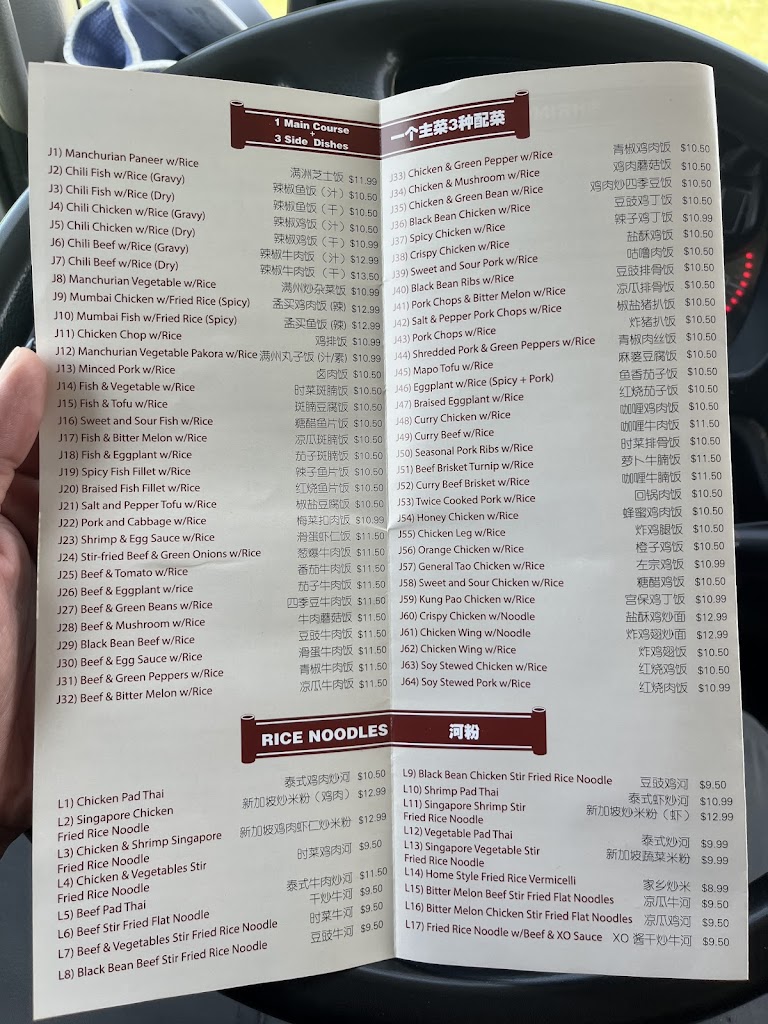 1 Main Course
+
3 Side Dishes
一个主菜3种配菜
J1) Manchurian Paneer w/Rice 满洲芝士饭 $11.99
J2) Chili Fish w/Rice (Gravy) 辣椒鱼饭（汁） $10.50
J3) Chili Fish w/Rice (Dry) 辣椒鱼饭（干） $10.50
J4) Chili Chicken w/Rice (Gravy) 辣椒鸡饭（汁） $10.50
J5) Chili Chicken w/Rice (Dry) 辣椒鸡饭（干） $10.99
J6) Chili Beef w/Rice (Gravy) 辣椒牛肉饭（汁） $12.99
J7) Chili Beef w/Rice (Dry) 辣椒牛肉饭（干） $13.50
J8) Manchurian Vegetable w/Rice 满州炒杂菜饭 $10.99
J9) Mumbai Chicken w/Fried Rice (Spicy) 孟买鸡肉饭(辣) $12.99
J10) Mumbai Fish w/Fried Rice (Spicy) 孟买鱼饭(辣) $12.99
J11) Chicken Chop w/Rice 鸡排饭 $10.99
J12) Manchurian Vegetable Pakora w/Rice 满州丸子饭(汁/素) $10.99
J13) Minced Pork w/Rice 卤肉饭 $10.50
J14) Fish & Vegetable w/Rice 时菜斑腩饭 $10.50
J15) Fish & Tofu w/Rice 斑腩豆腐饭 $10.50
J16) Sweet and Sour Fish w/Rice 糖醋鱼片饭 $10.50
J17) Fish & Bitter Melon w/Rice 凉瓜斑腩饭 $10.50
J18) Fish & Eggplant w/Rice 茄子斑腩饭 $10.50
J19) Spicy Fish Fillet w/Rice 辣子鱼片饭 $10.50
J20) Braised Fish Fillet w/Rice 红烧鱼片饭 $10.50
J21) Salt and Pepper Tofu w/Rice 椒盐豆腐饭 $10.50
J22) Pork and Cabbage w/Rice 梅菜扣肉饭 $10.99
J23) Shrimp & Egg Sauce w/Rice 滑蛋虾仁饭 $11.50
J24) Stir-fried Beef & Green Onions w/Rice 葱爆牛肉饭 $11.50
J25) Beef & Tomato w/Rice 番茄牛肉饭 $11.50
J26) Beef & Eggplant w/rice 茄子牛肉饭 $11.50
J27) Beef & Green Beans w/Rice 四季豆牛肉饭 $11.50
J28) Beef & Mushroom w/Rice 牛肉蘑菇饭 $11.50
J29) Black Bean Beef w/Rice 豆豉牛肉饭 $11.50
J30) Beef & Egg Sauce w/Rice 滑蛋牛肉饭 $11.50
J31) Beef & Green Peppers w/Rice 青椒牛肉饭 $11.50
J32) Beef & Bitter Melon w/Rice 凉瓜牛肉饭 $11.50
J33) Chicken & Green Pepper w/Rice 青椒鸡肉饭 $10.50
J34) Chicken & Mushroom w/Rice 鸡肉蘑菇饭 $10.50
J35) Chicken & Green Bean w/Rice 鸡肉炒四季豆饭 $10.50
J36) Black Bean Chicken w/Rice 豆豉鸡丁饭 $10.50
J37) Spicy Chicken w/Rice 辣子鸡丁饭 $10.99
J38) Crispy Chicken w/Rice 盐酥鸡饭 $10.50
J39) Sweet and Sour Pork w/Rice 咕噜肉饭 $10.50
J40) Black Bean Ribs w/Rice 豆豉排骨饭 $10.50
J41) Pork Chops & Bitter Melon w/Rice 凉瓜排骨饭 $10.50
J42) Salt & Pepper Pork Chops w/Rice 椒盐猪扒饭 $10.50
J43) Pork Chops w/Rice 炸猪扒饭 $10.50
J44) Shredded Pork & Green Peppers w/Rice 青椒肉丝饭 $10.50
J45) Mapo Tofu w/Rice 麻婆豆腐饭 $10.50
J46) Eggplant w/Rice (Spicy + Pork) 鱼香茄子饭 $10.50
J47) Braised Eggplant w/Rice 红烧茄子饭 $10.50
J48) Curry Chicken w/Rice 咖喱鸡肉饭 $10.50
J49) Curry Beef w/Rice 咖喱牛肉饭 $11.50
J50) Seasonal Pork Ribs w/Rice 时菜排骨饭 $10.50
J51) Beef Brisket Turnip w/Rice 萝卜牛腩饭 $11.50
J52) Curry Beef Brisket w/Rice 咖喱牛腩饭 $11.50
J53) Twice Cooked Pork w/Rice 回锅肉饭 $10.50
J54) Honey Chicken w/Rice 蜂蜜鸡肉饭 $10.50
J55) Chicken Leg w/Rice 炸鸡腿饭 $10.50
J56) Orange Chicken w/Rice 橙子鸡饭 $10.50
J57) General Tao Chicken w/Rice 左宗鸡饭 $10.99
J58) Sweet and Sour Chicken w/Rice 糖醋鸡饭 $10.50
J59) Kung Pao Chicken w/Rice 宫保鸡丁饭 $10.99
J60) Crispy Chicken w/Noodle 盐酥鸡炒面 $12.99
J61) Chicken Wing w/Noodle 炸鸡翅炒面 $12.99
J62) Chicken Wing w/Rice 炸鸡翅饭 $10.50
J63) Soy Stewed Chicken w/Rice 红烧鸡饭 $10.50
J64) Soy Stewed Pork w/Rice 红烧肉饭 $10.99
RICE NOODLES 河粉
L1) Chicken Pad Thai 泰式鸡肉炒河 $10.50
L2) Singapore Chicken 新加坡炒米粉（鸡肉） $12.99
Fried Rice Noodle
L3) Chicken & Shrimp Singapore 新加坡鸡肉虾仁炒米粉 $12.99
Fried Rice Noodle
L4) Chicken & Vegetables Stir 时菜鸡肉河 $9.50
Fried Rice Noodle
L5) Beef Pad Thai 泰式牛肉炒河 $11.50
L6) Beef Stir Fried Flat Noodle 干炒牛河 $9.50
L7) Beef & Vegetables Stir Fried Rice Noodle 时菜牛河 $9.50
L8) Black Bean Beef Stir Fried Rice Noodle 豆豉牛河 $9.50
L9) Black Bean Chicken Stir Fried Rice Noodle 豆豉鸡河 $9.50
L10) Shrimp Pad Thai 泰式虾炒河 $10.99
L11) Singapore Shrimp Stir 新加坡炒米粉（虾） $12.99
Fried Rice Noodle
L12) Vegetable Pad Thai 泰式炒河 $9.99
L13) Singapore Vegetable Stir 新加坡蔬菜米粉 $9.99
Fried Rice Noodle
L14) Home Style Fried Rice Vermicelli 家乡炒米 $8.99
L15) Bitter Melon Beef Stir Fried Flat Noodles 凉瓜牛河 $9.50
L16) Bitter Melon Chicken Stir Fried Flat Noodles 凉瓜鸡河 $9.50
L17) Fried Rice Noodle w/Beef & XO Sauce XO 酱干炒牛河 $9.50